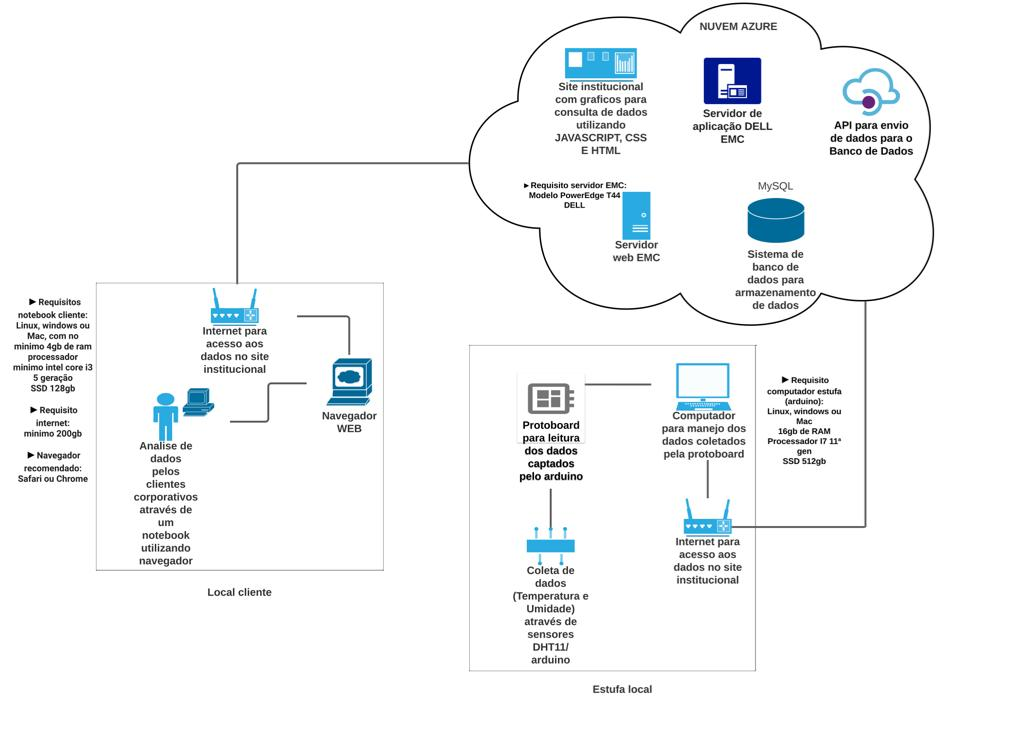 NUVEM AZURE
Site institucional
com graficos para
consulta de dados
utilizando
JAVASCRIPT, CSS
E HTML
Servidor de
aplicação DELL
EMC
API para envio
de dados para o
Banco de Dados
►Requisito servidor EMC:
Modelo PowerEdge T44
DELL
Servidor
web EMC
MySQL
Sistema de
banco de
dados para
armazenamento
de dados
► Requisitos
notebook cliente:
Linux, windows ou
Mac, com no
minimo 4gb de ram
processador
minimo intel core i3
5 geração
SSD 128gb
► Requisito
internet:
minimo 200gb
► Navegador
recomendado:
Safari ou Chrome
Internet para
acesso aos
dados no site
institucional
Navegador
WEB
Analise de
dados
pelos
clientes
corporativos
através de
um
notebook
utilizando
navegador
Local cliente
Protoboard
para leitura
dos dados
captados
pelo arduino
Computador
para manejo dos
dados coletados
pela protoboard
► Requisito
computador estufa
(arduino):
Linux, windows ou
Mac
16gb de RAM
Processador I7 11ª
gen
SSD 512gb
Internet para
acesso aos
dados no site
institucional
Coleta de
dados
(Temperatura e
Umidade)
através de
sensores
DHT11/
arduino
Estufa local